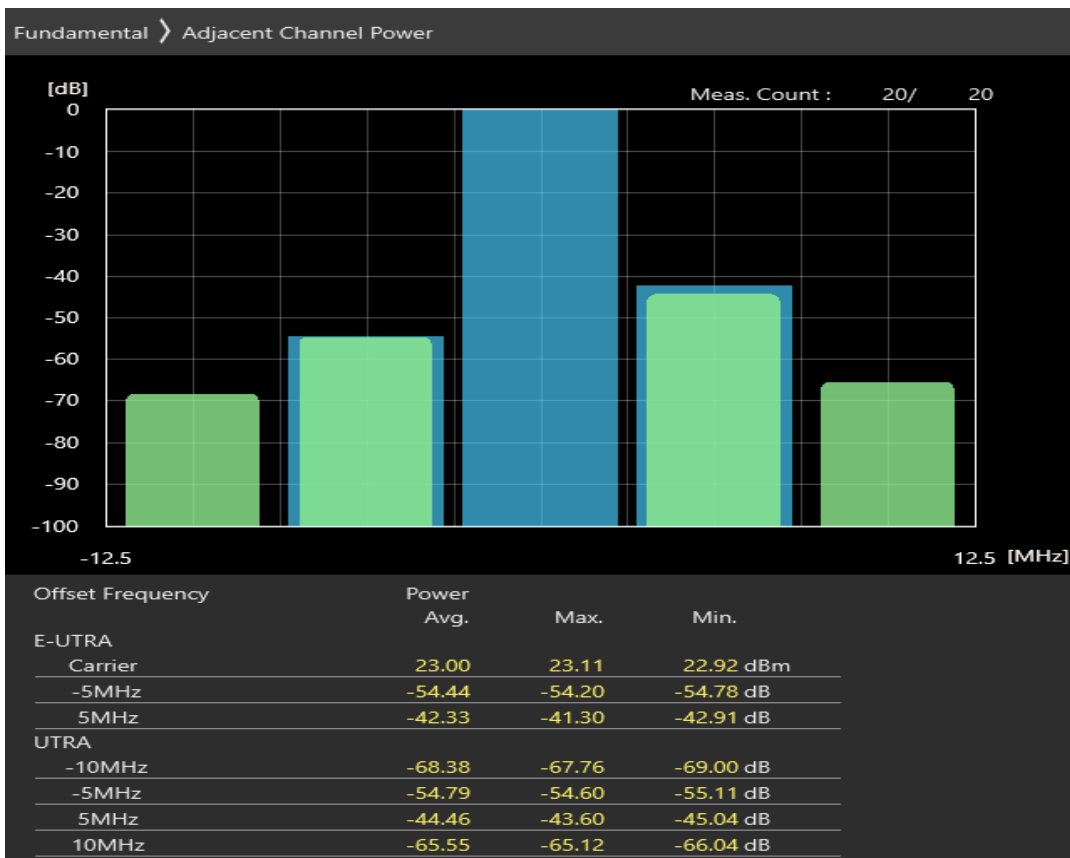 Fundamental 〉 Adjacent Channel Power
[dB]
Meas. Count : 20/ 20
0
-10
-20
-30
-40
-50
-60
-70
-80
-90
-100
-12.5 12.5 [MHz]
Offset Frequency Power
Avg. Max. Min.
E-UTRA
Carrier 23.00 23.11 22.92 dBm
-5MHz -54.44 -54.20 -54.78 dB
5MHz -42.33 -41.30 -42.91 dB
UTRA
-10MHz -68.38 -67.76 -69.00 dB
-5MHz -54.79 -54.60 -55.11 dB
5MHz -44.46 -43.60 -45.04 dB
10MHz -65.55 -65.12 -66.04 dB